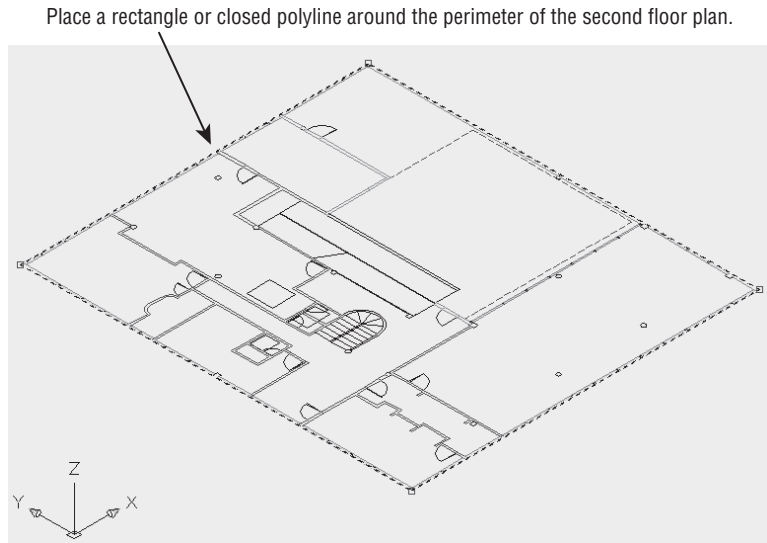 Place a rectangle or closed polyline around the perimeter of the second floor plan.
Z
Y
X